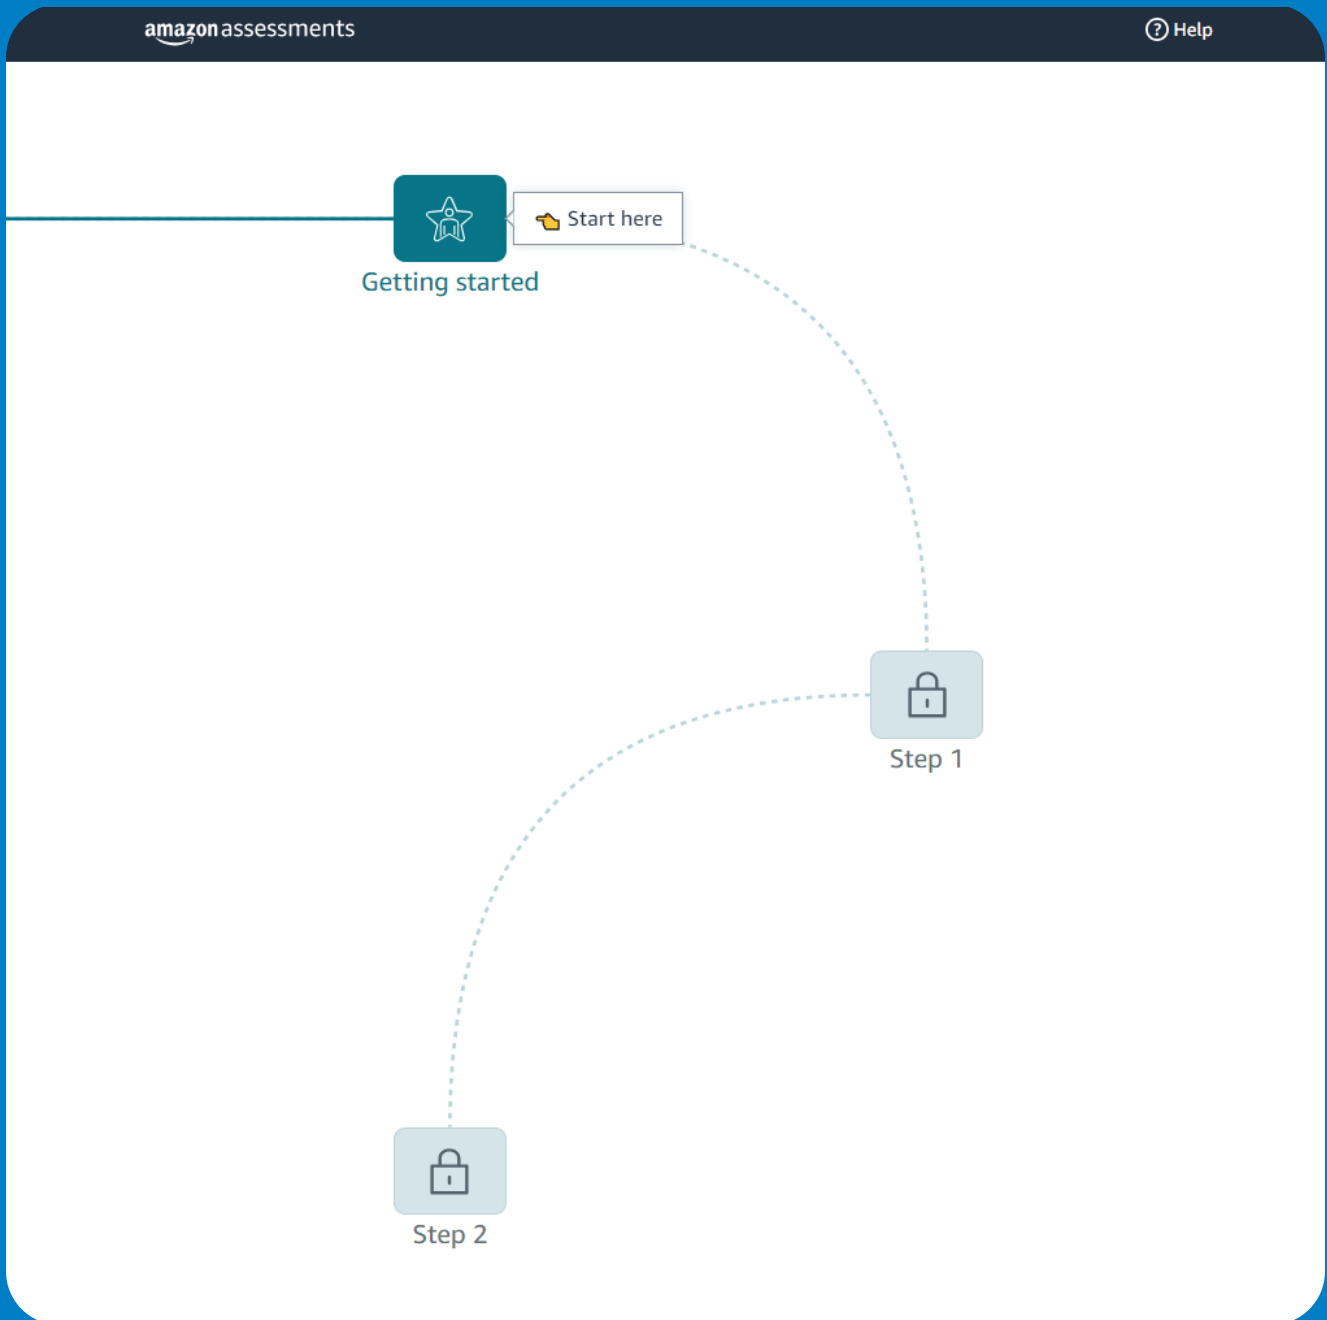 amazon assessments
? Help
Start here
Getting started
Step 1
Step 2